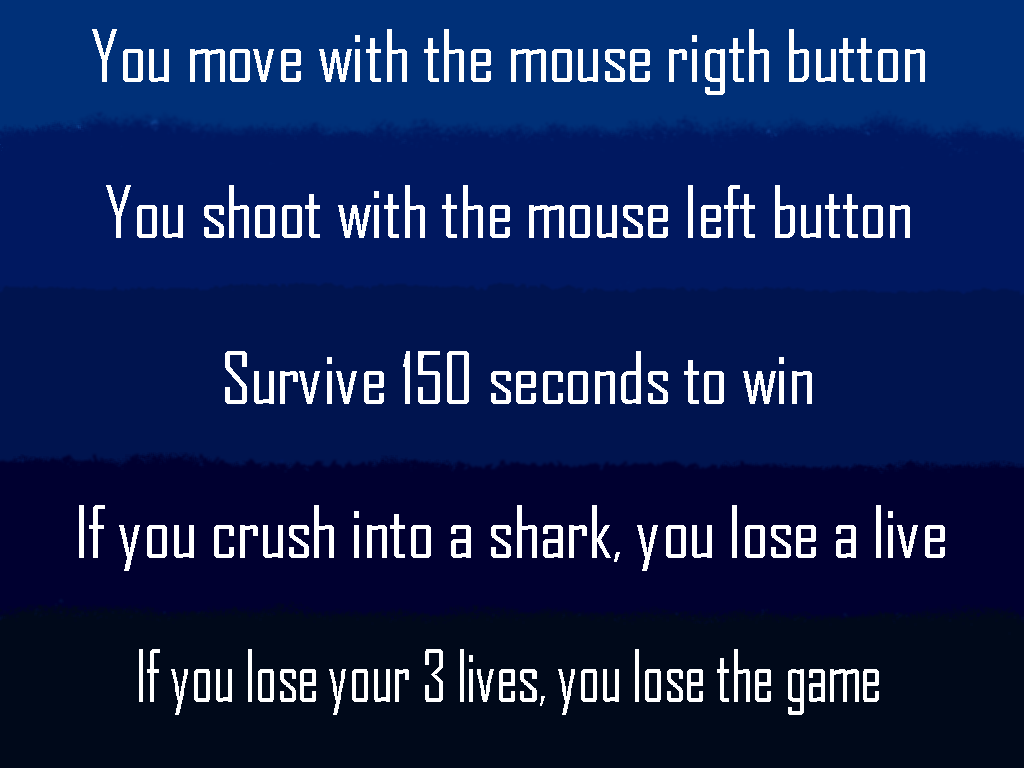 You move with the mouse rigth button
You shoot with the mouse left button
Survive 150 seconds to win
If you crush into a shark, you lose a live
If you lose your 3 lives, you lose the game